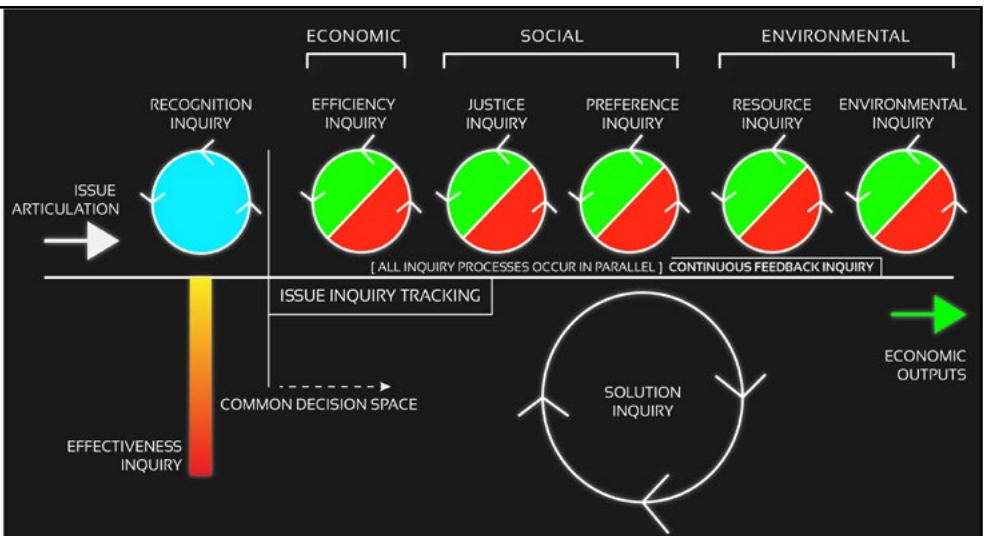 ECONOMIC
SOCIAL
ENVIRONMENTAL
RECOGNITION
INQUIRY
EFFICIENCY
INQUIRY
JUSTICE
INQUIRY
PREFERENCE
INQUIRY
RESOURCE
INQUIRY
ENVIRONMENTAL
INQUIRY
ISSUE
ARTICULATION
[ ALL INQUIRY PROCESSES OCCUR IN PARALLEL ]
CONTINUOUS FEEDBACK INQUIRY
ISSUE INQUIRY TRACKING
ECONOMIC
OUTPUTS
COMMON DECISION SPACE
SOLUTION
INQUIRY
EFFECTIVENESS
INQUIRY